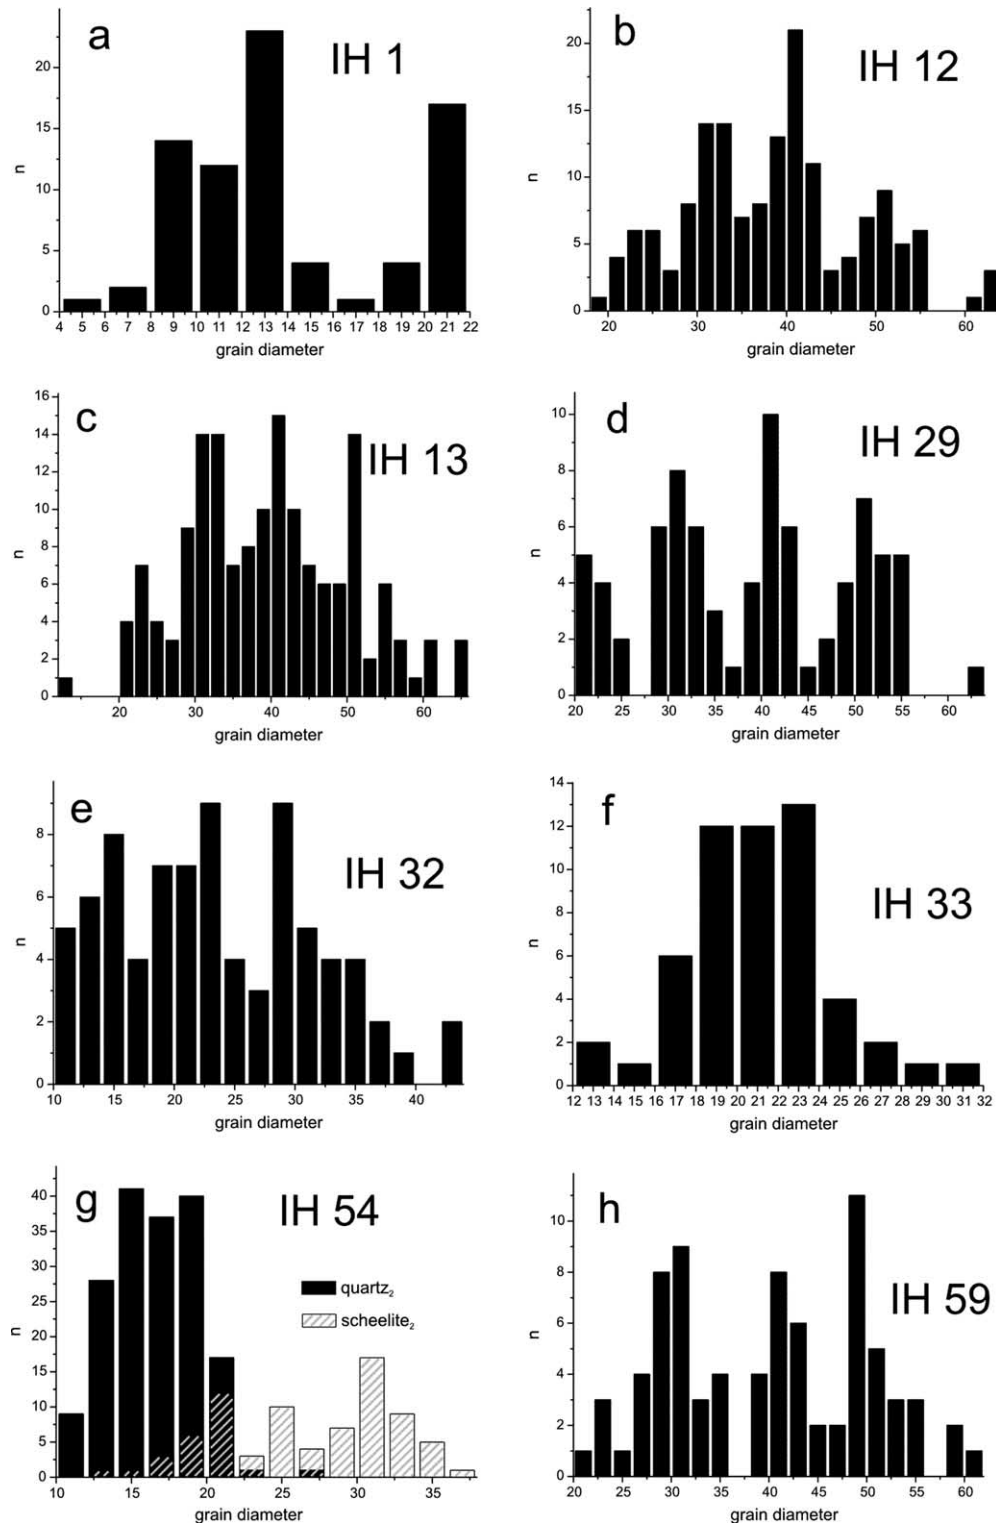 a
IH 1
n
20
15
10
5
0
4 5 6 7 8 9 10 11 12 13 14 15 16 17 18 19 20 21 22
grain diameter
b
IH 12
n
20
15
10
5
0
20 30 40 50 60
grain diameter
c
IH 13
n
16
14
12
10
8
6
4
2
0
20 30 40 50 60
grain diameter
d
IH 29
n
10
8
6
4
2
0
20 25 30 35 40 45 50 55 60
grain diameter
e
IH 32
n
8
6
4
2
0
10 15 20 25 30 35 40
grain diameter
f
IH 33
n
14
12
10
8
6
4
2
0
12 13 14 15 16 17 18 19 20 21 22 23 24 25 26 27 28 29 30 31 32
grain diameter
g
IH 54
quartz₂
scheelite₂
n
40
35
30
25
20
15
10
5
0
10 15 20 25 30 35
grain diameter
h
IH 59
n
10
8
6
4
2
0
20 25 30 35 40 45 50 55 60
grain diameter